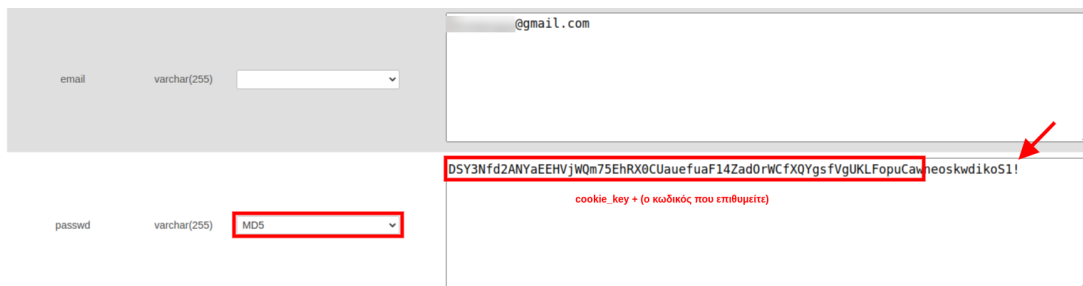 @gmail.com
email varchar(255)
DSY3Nfd2ANYaEEHVjWQm75EhRX0CUauefuaF14ZadOrWCfXQYgsfVgUKLFopuCawneoskwdikoS1!
cookie_key + (ο κωδικός που επιθυμείτε)
passwd varchar(255) MD5